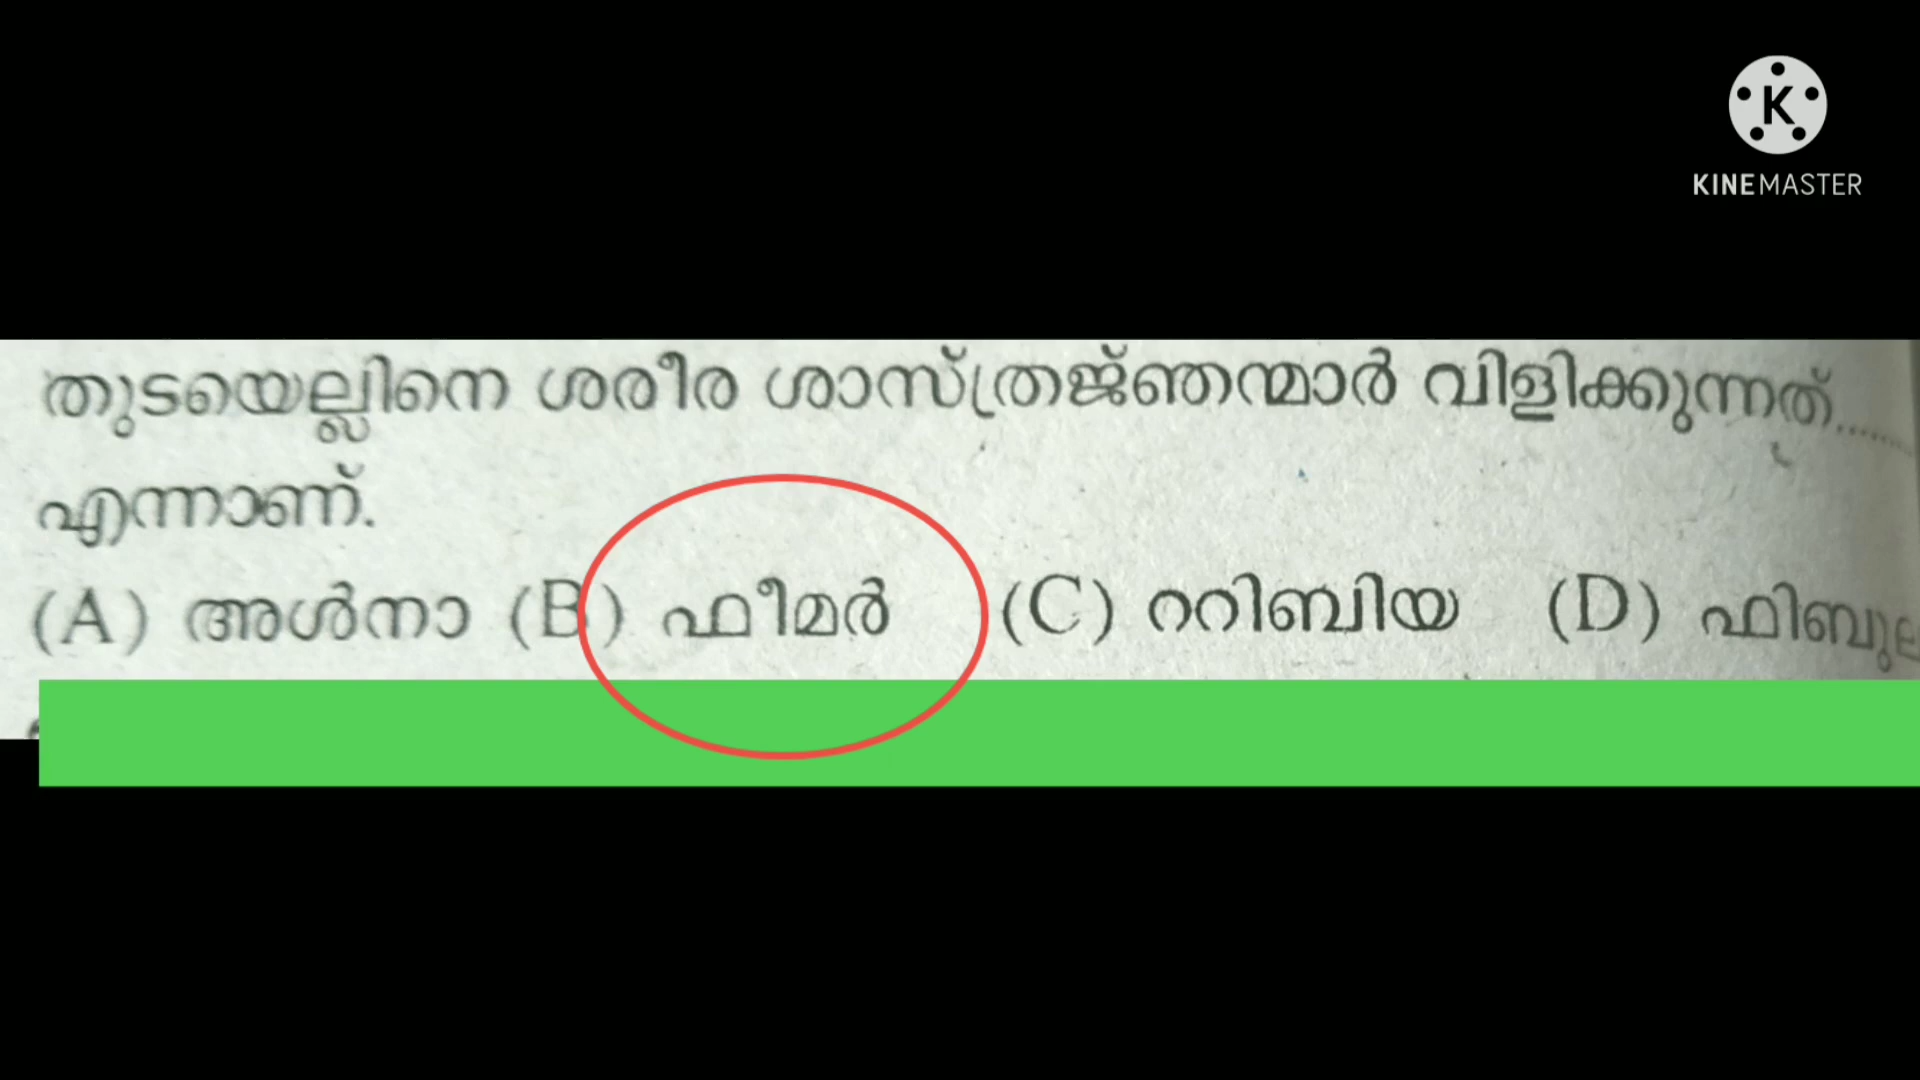 KINEMASTER
തുടയെല്ലിനെ ശരീര ശാസ്ത്രജ്ഞന്മാർ വിളിക്കുന്നത്......
എന്നാണ്.
(A) അൾനാ (B) ഫീമർ (C) ററിബിയ (D)